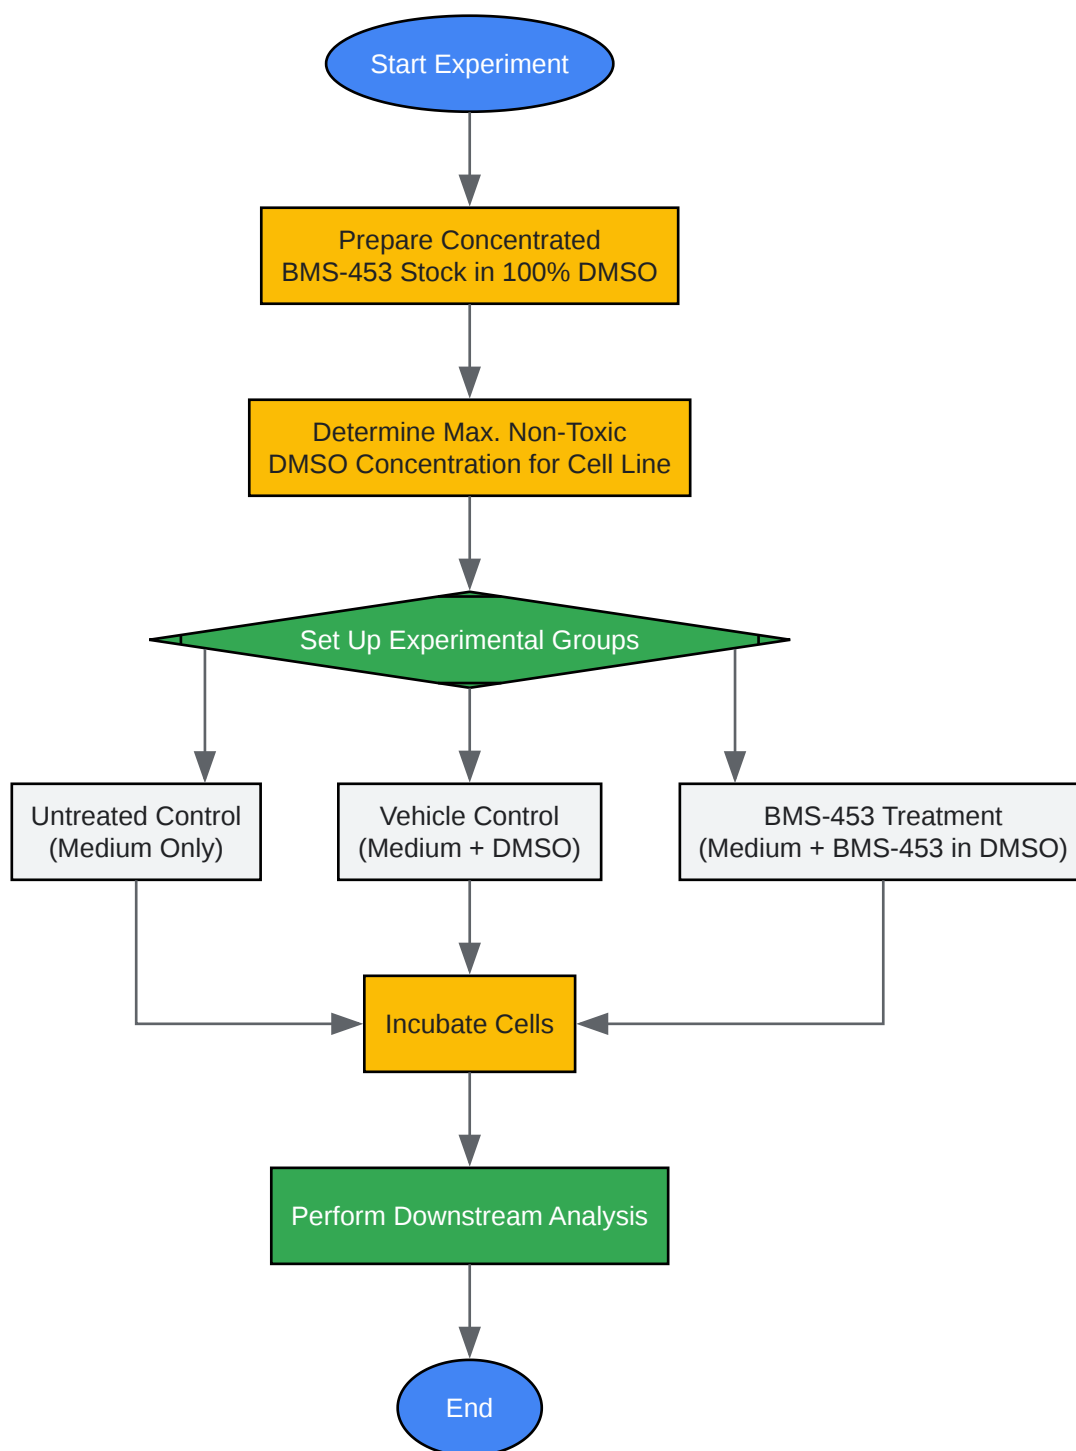 Start Experiment
Prepare Concentrated
BMS-453 Stock in 100% DMSO
Determine Max. Non-Toxic
DMSO Concentration for Cell Line
Set Up Experimental Groups
Untreated Control
(Medium Only)
Vehicle Control
(Medium + DMSO)
BMS-453 Treatment
(Medium + BMS-453 in DMSO)
Incubate Cells
Perform Downstream Analysis
End